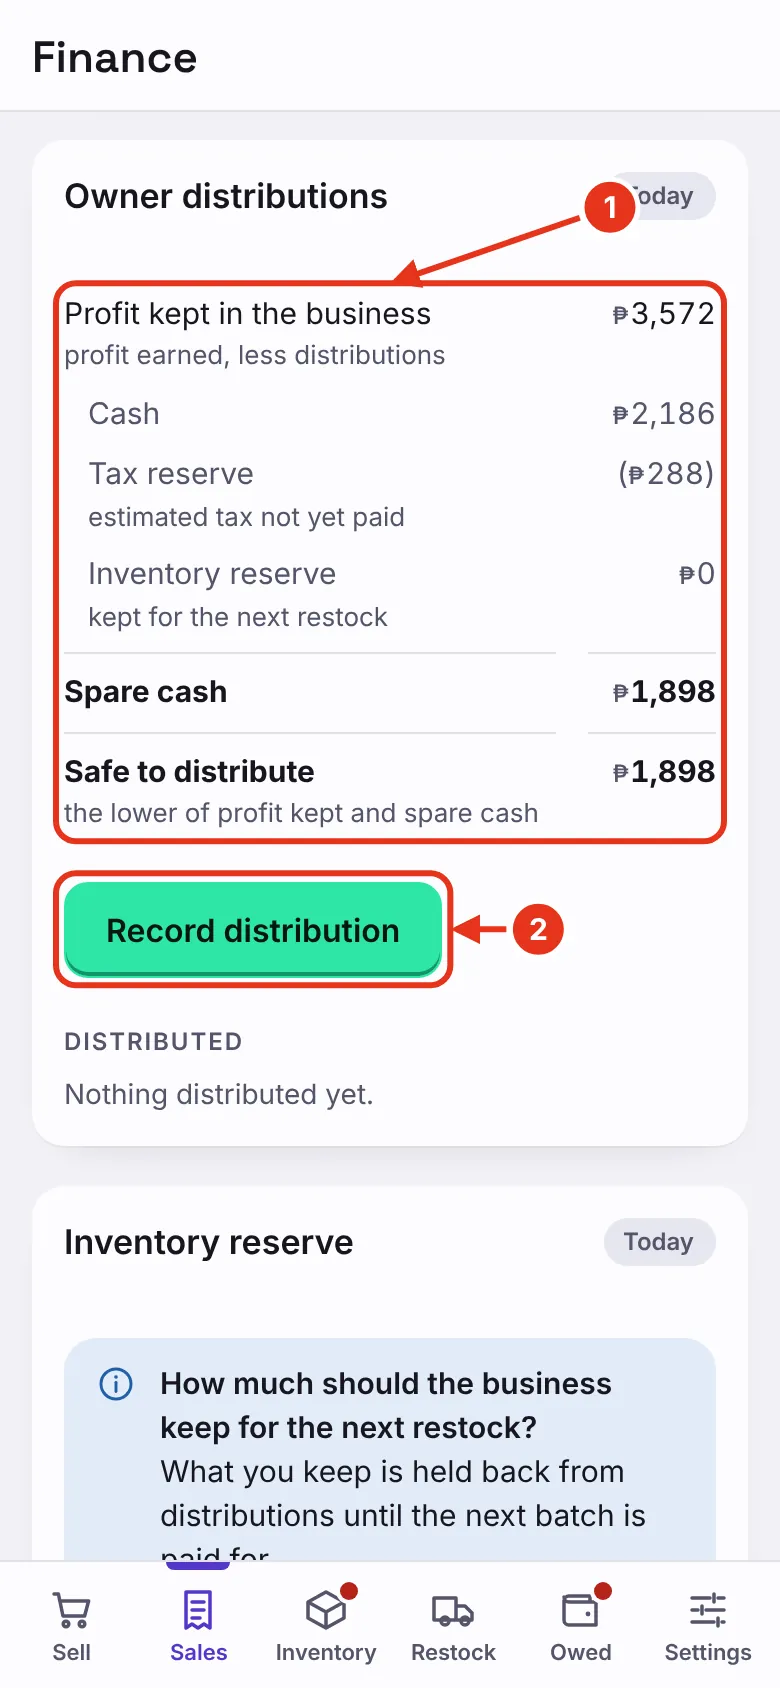 Finance
Owner distributions
1
Today
Profit kept in the business ₱3,572
profit earned, less distributions
Cash ₱2,186
Tax reserve (₱288)
estimated tax not yet paid
Inventory reserve ₱0
kept for the next restock
Spare cash ₱1,898
Safe to distribute ₱1,898
the lower of profit kept and spare cash
Record distribution
2
DISTRIBUTED
Nothing distributed yet.
Inventory reserve Today
How much should the business
keep for the next restock?
What you keep is held back from
distributions until the next batch is
paid for.
Sell Sales Inventory Restock Owed Settings